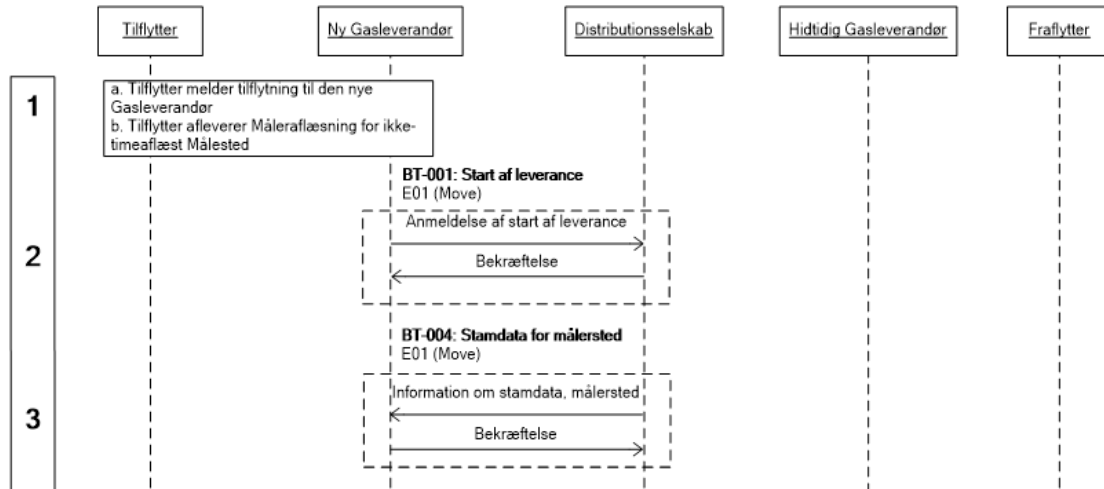 Tilflytter
Ny Gasleverandør
Distributionsselskab
Hidtidig Gasleverandør
Fraflytter
1
a. Tilflytter melder tilflytning til den nye
Gasleverandør
b. Tilflytter afleverer Måleraflæsning for ikke-
timeaflæst Målested
BT-001: Start af leverance
E01 (Move)
Anmeldelse af start af leverance
2
Bekræftelse
BT-004: Stamdata for målersted
E01 (Move)
Information om stamdata, målersted
3
Bekræftelse